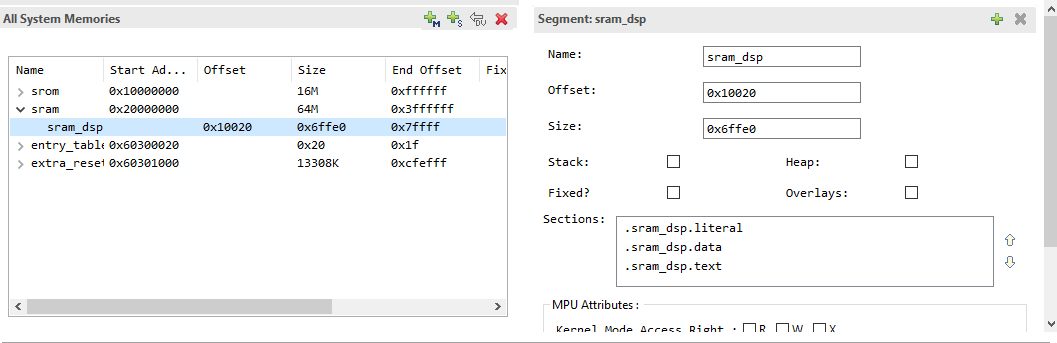 All System Memories
M S DV
Name Start Ad... Offset Size End Offset Fix
srom 0x10000000 16M 0xffffff
sram 0x20000000 64M 0x3ffffff
sram_dsp 0x10020 0x6ffe0 0x7ffff
entry_table 0x60300020 0x20 0x1f
extra_reset 0x60301000 13308K 0xcfefff
Segment: sram_dsp
Name: sram_dsp
Offset: 0x10020
Size: 0x6ffe0
Stack: Heap:
Fixed? Overlays:
Sections:
.sram_dsp.literal
.sram_dsp.data
.sram_dsp.text
MPU Attributes:
Kernel Mode Access Right : R W X